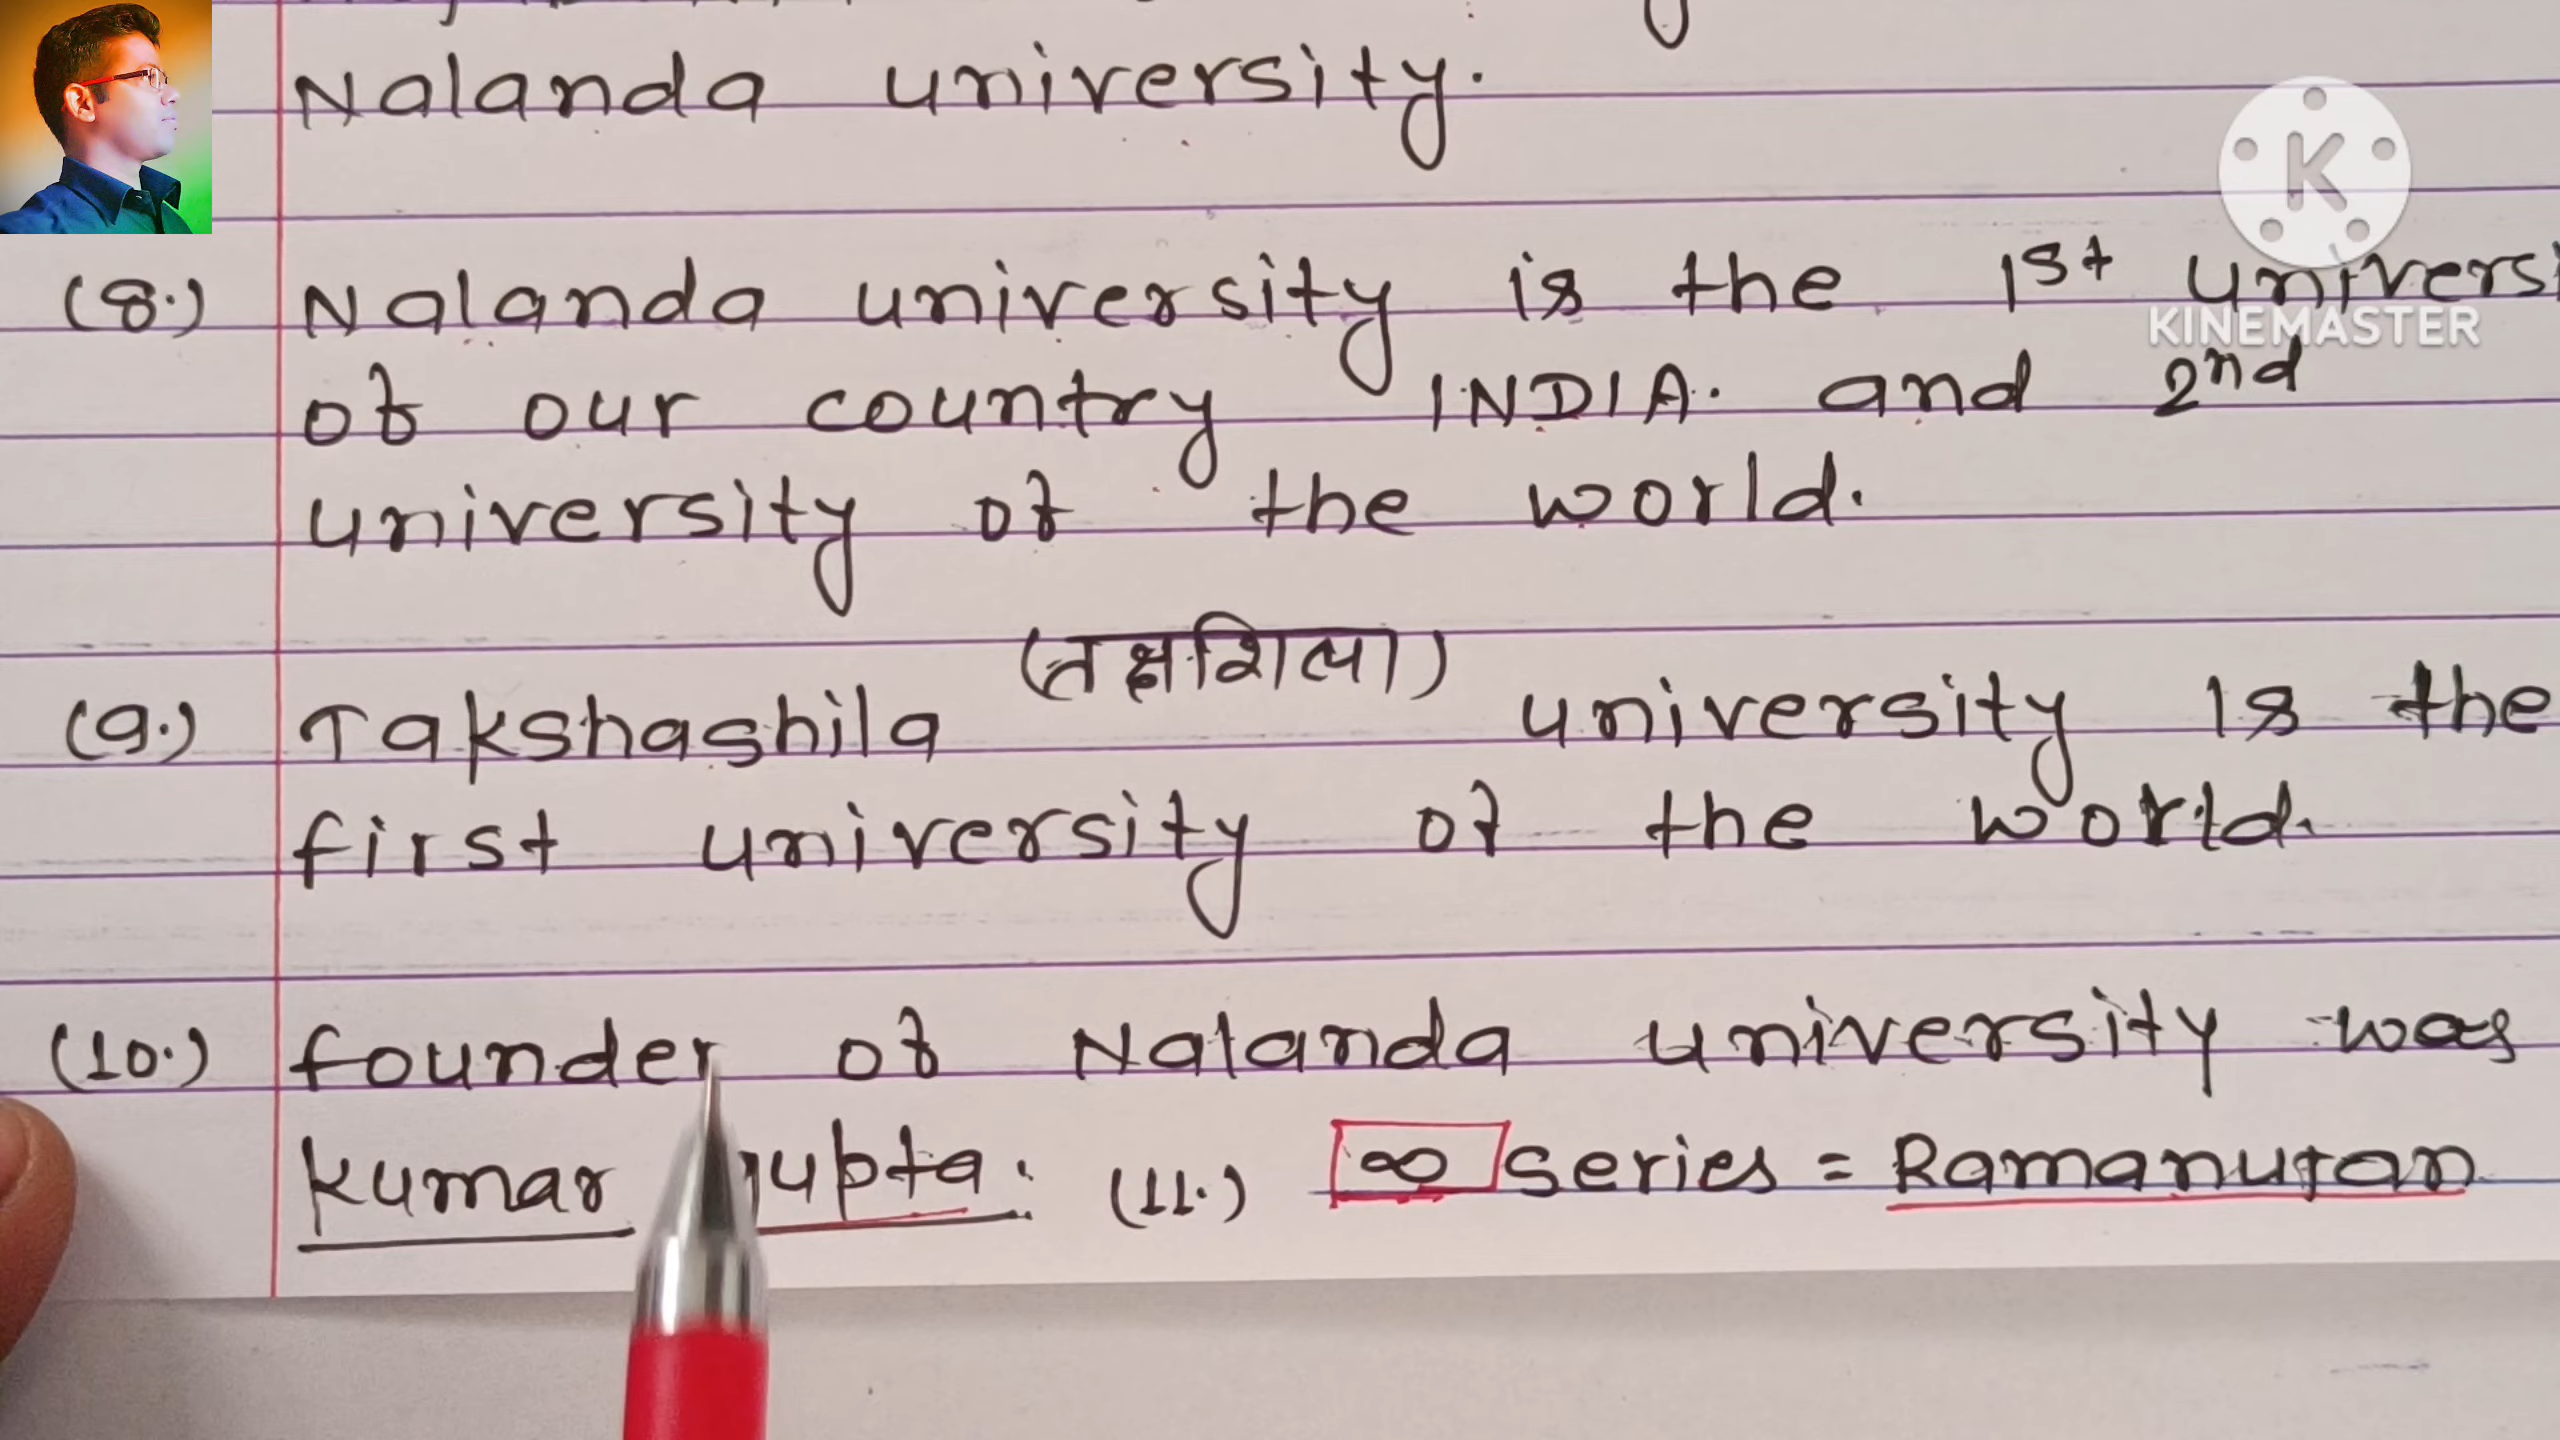 Nalanda university.
(8.) Nalanda university is the 1st universi
of our country INDIA. and 2nd
university of the world.
(9.) Takshashila (तक्षशिला) university is the
first university of the world.
(10.) founder of Nalanda university was
kumar gupta. (11.) ∞ series = Ramanujan
KINEMASTER